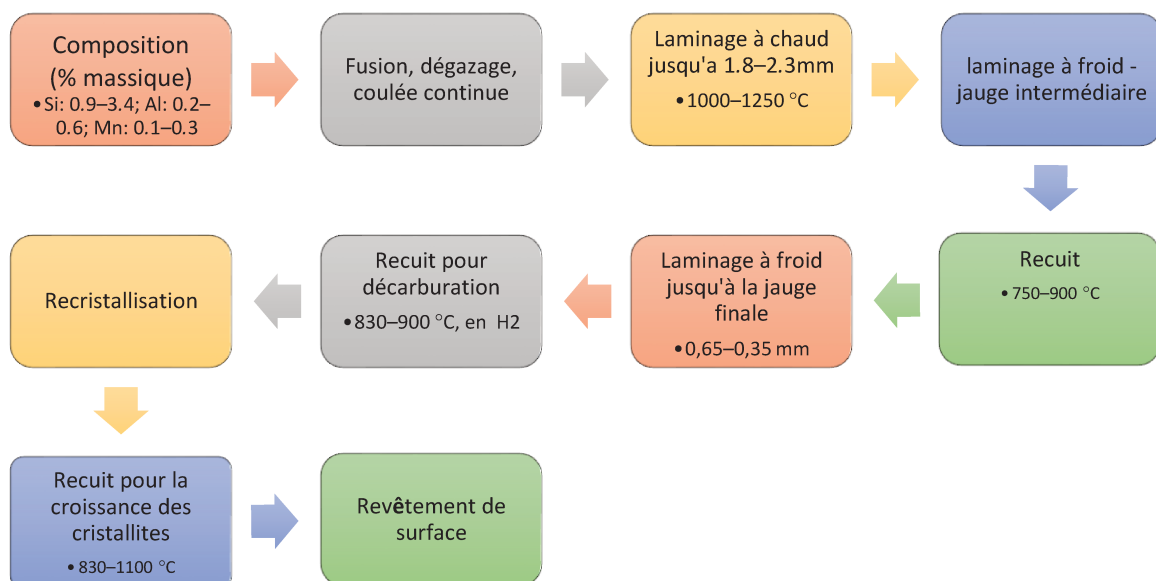 Composition
(% massique)
• Si: 0.9–3.4; Al: 0.2–
0.6; Mn: 0.1–0.3
Fusion, dégazage,
coulée continue
Laminage à chaud
jusqu'a 1.8–2.3mm
• 1000–1250 °C
laminage à froid -
jauge intermédiaire
Recuit
• 750–900 °C
Laminage à froid
jusqu'à la jauge
finale
• 0,65–0,35 mm
Recuit pour
décarburation
• 830–900 °C, en H2
Recristallisation
Recuit pour la
croissance des
cristallites
• 830–1100 °C
Revêtement de
surface